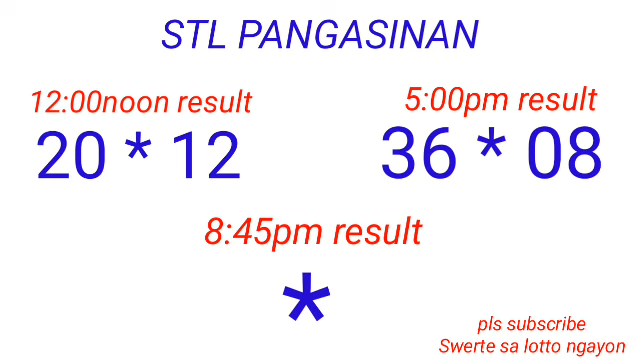 STL PANGASINAN
12:00noon result
20 * 12
5:00pm result
36 * 08
8:45pm result
*
pls subscribe
Swerte sa lotto ngayon